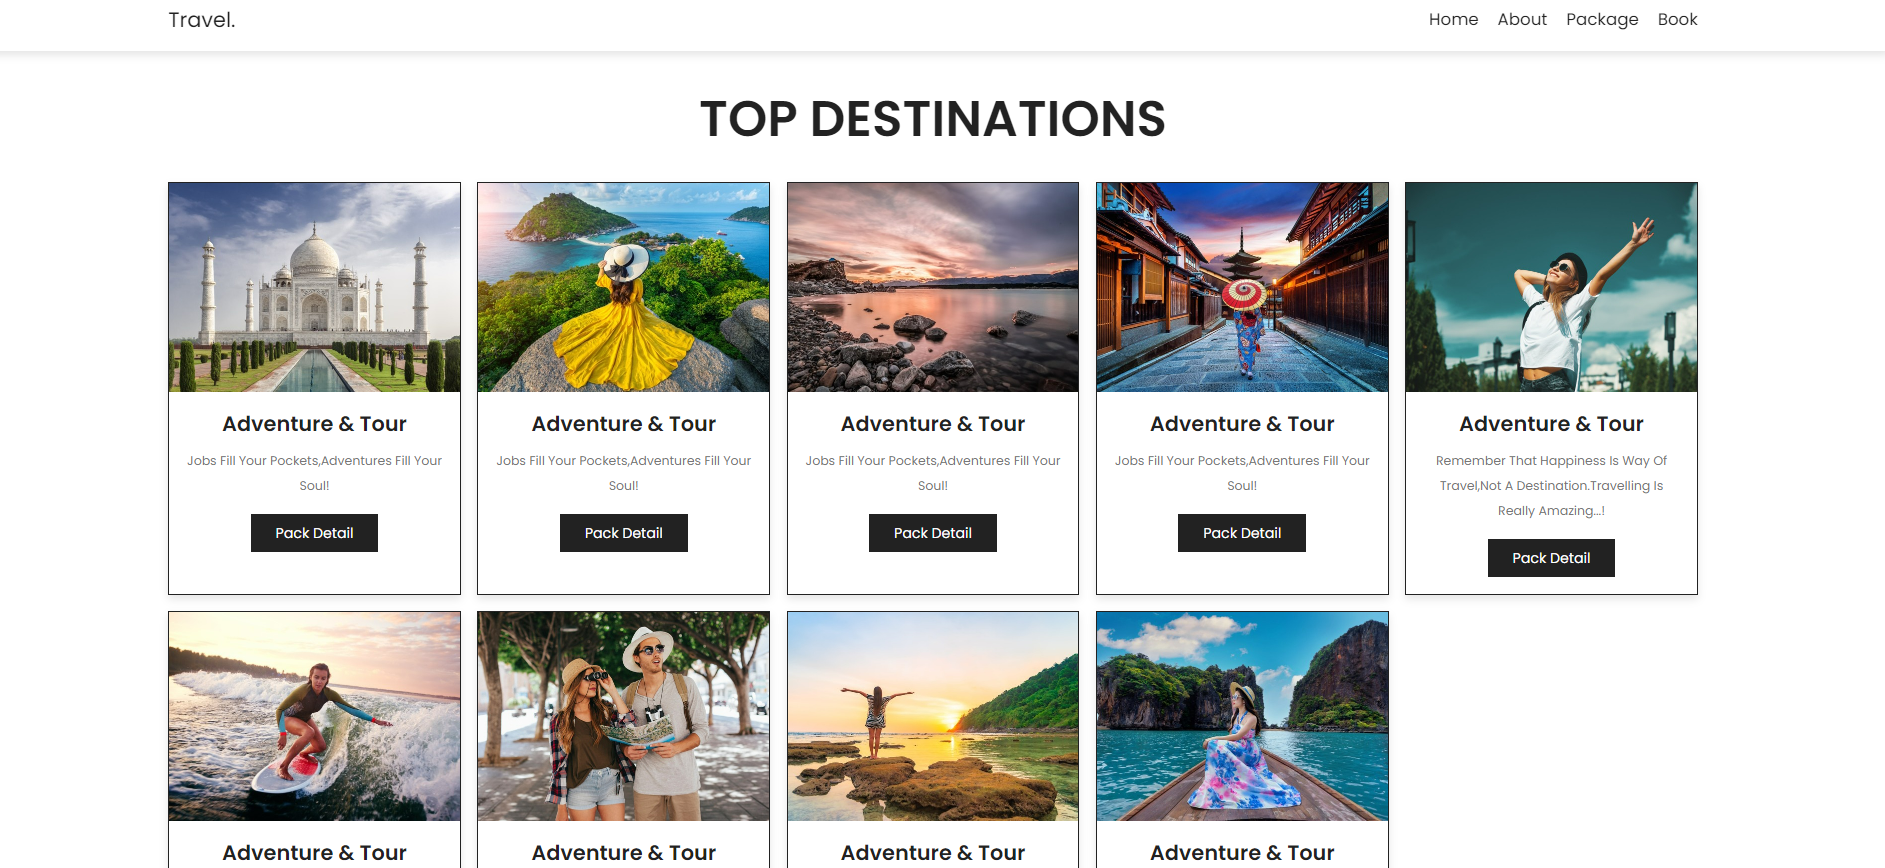 Travel.
Home About Package Book
TOP DESTINATIONS
Adventure & Tour
Jobs Fill Your Pockets,Adventures Fill Your
Soul!
Pack Detail
Adventure & Tour
Jobs Fill Your Pockets,Adventures Fill Your
Soul!
Pack Detail
Adventure & Tour
Jobs Fill Your Pockets,Adventures Fill Your
Soul!
Pack Detail
Adventure & Tour
Jobs Fill Your Pockets,Adventures Fill Your
Soul!
Pack Detail
Adventure & Tour
Remember That Happiness Is Way Of
Travel,Not A Destination.Travelling Is
Really Amazing...!
Pack Detail
Adventure & Tour
Adventure & Tour
Adventure & Tour
Adventure & Tour